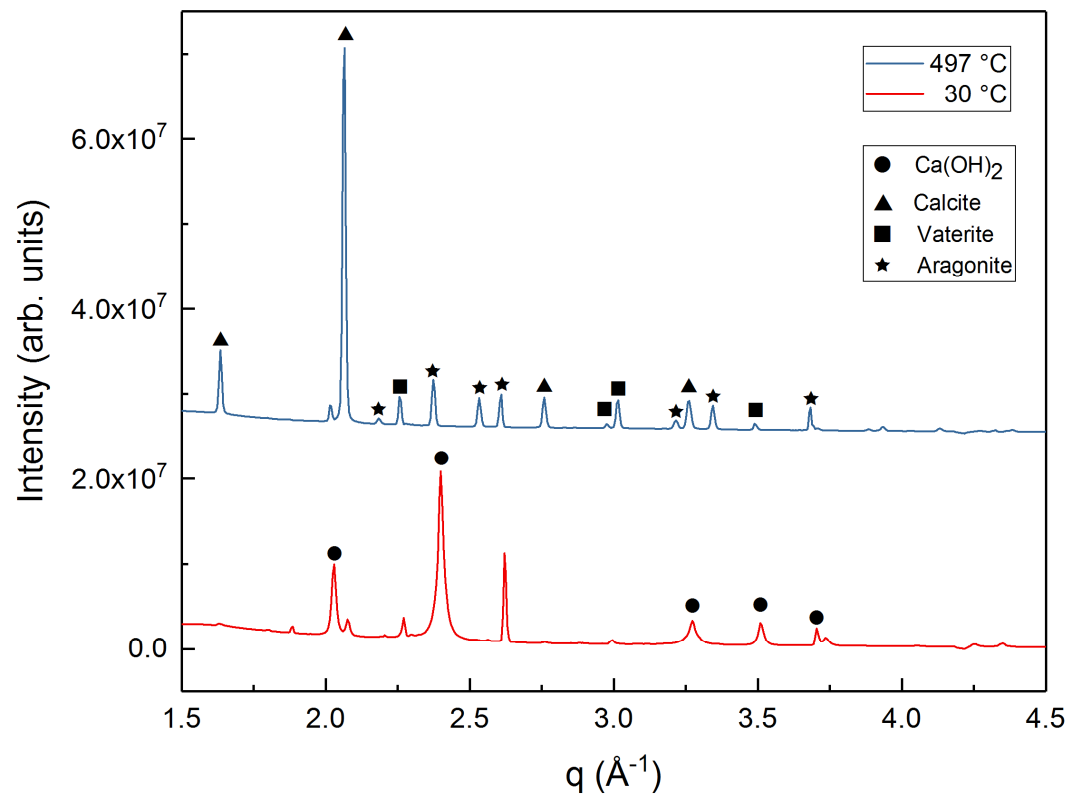 497 °C
30 °C
Ca(OH)2
Calcite
Vaterite
Aragonite
6.0x10^7
4.0x10^7
2.0x10^7
0.0
Intensity (arb. units)
1.5 2.0 2.5 3.0 3.5 4.0 4.5
q (Å^-1)